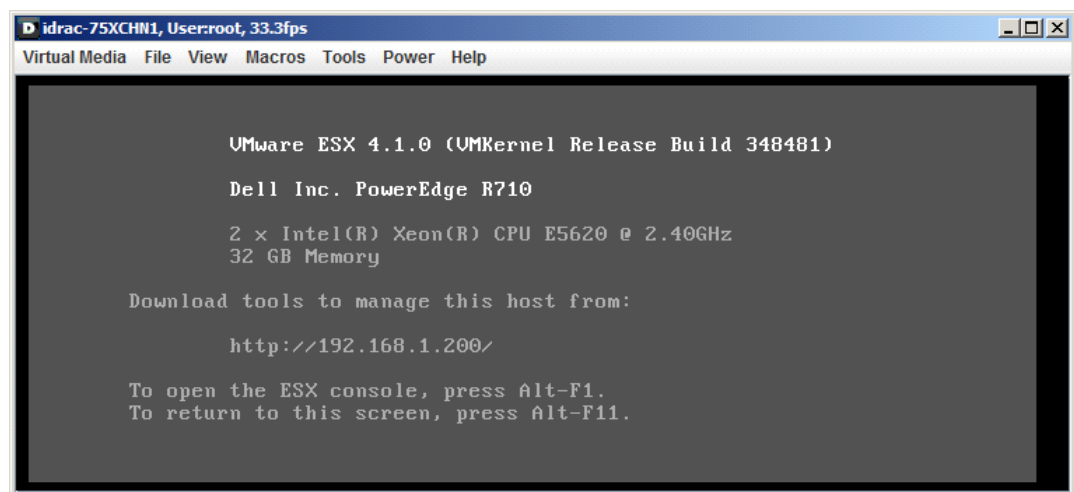 idrac-75XCHN1, User:root, 33.3fps
Virtual Media File View Macros Tools Power Help
VMware ESX 4.1.0 (VMKernel Release Build 348481)
Dell Inc. PowerEdge R710
2 x Intel(R) Xeon(R) CPU E5620 @ 2.40GHz
32 GB Memory
Download tools to manage this host from:
http://192.168.1.200/
To open the ESX console, press Alt-F1.
To return to this screen, press Alt-F11.